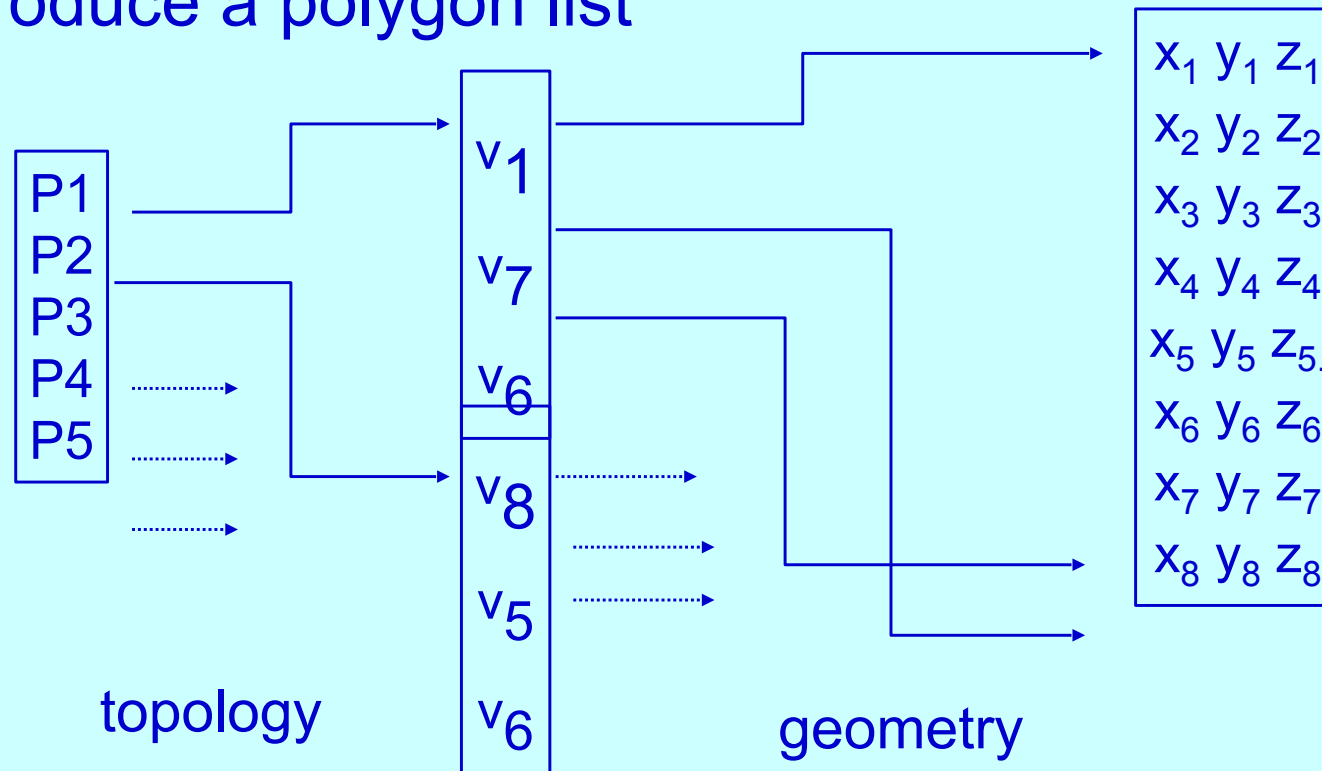 oduce a polygon list
P1
P2
P3
P4
P5
v1
v7
v6
v8
v5
v6
x1 y1 z1
x2 y2 z2
x3 y3 z3
x4 y4 z4
x5 y5 z5.
x6 y6 z6
x7 y7 z7
x8 y8 z8
topology
geometry